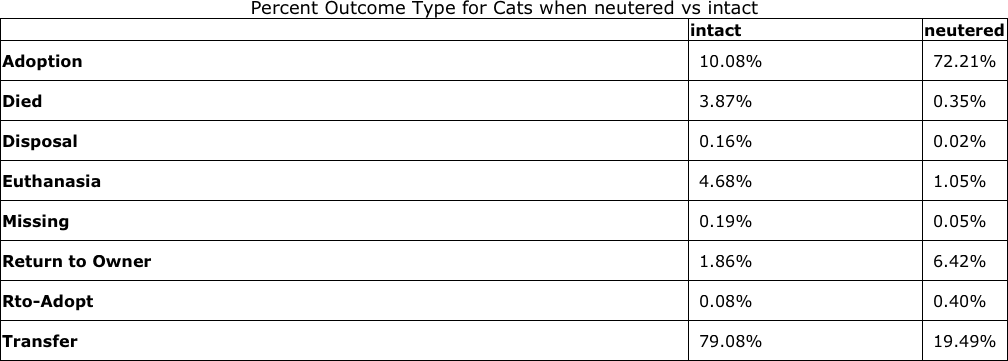 Percent Outcome Type for Cats when neutered vs intact
intact neutered
Adoption 10.08% 72.21%
Died 3.87% 0.35%
Disposal 0.16% 0.02%
Euthanasia 4.68% 1.05%
Missing 0.19% 0.05%
Return to Owner 1.86% 6.42%
Rto-Adopt 0.08% 0.40%
Transfer 79.08% 19.49%